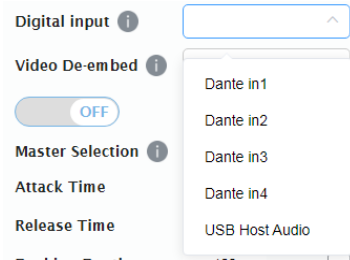 Digital input
Video De-embed
Dante in1
OFF
Dante in2
Master Selection
Dante in3
Attack Time
Dante in4
Release Time
USB Host Audio